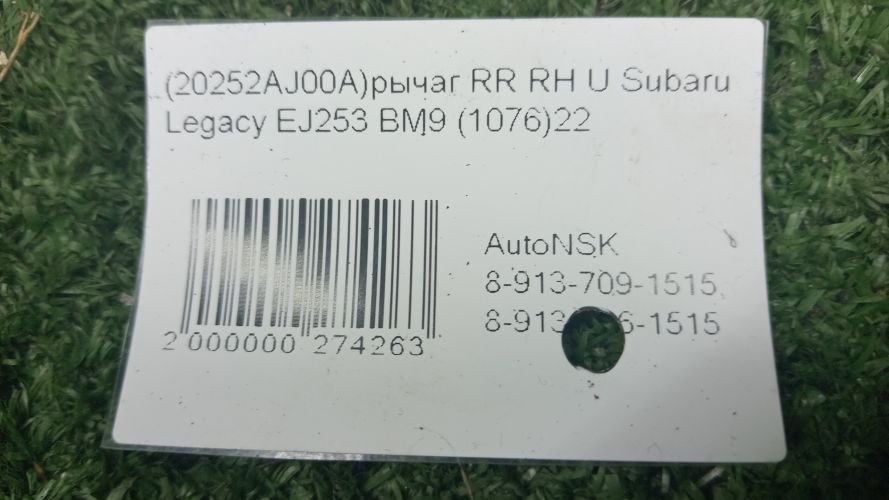 (20252AJ00A)рычаг RR RH U Subaru
Legacy EJ253 BM9 (1076)22
AutoNSK
8-913-709-1515
2 000000 274263